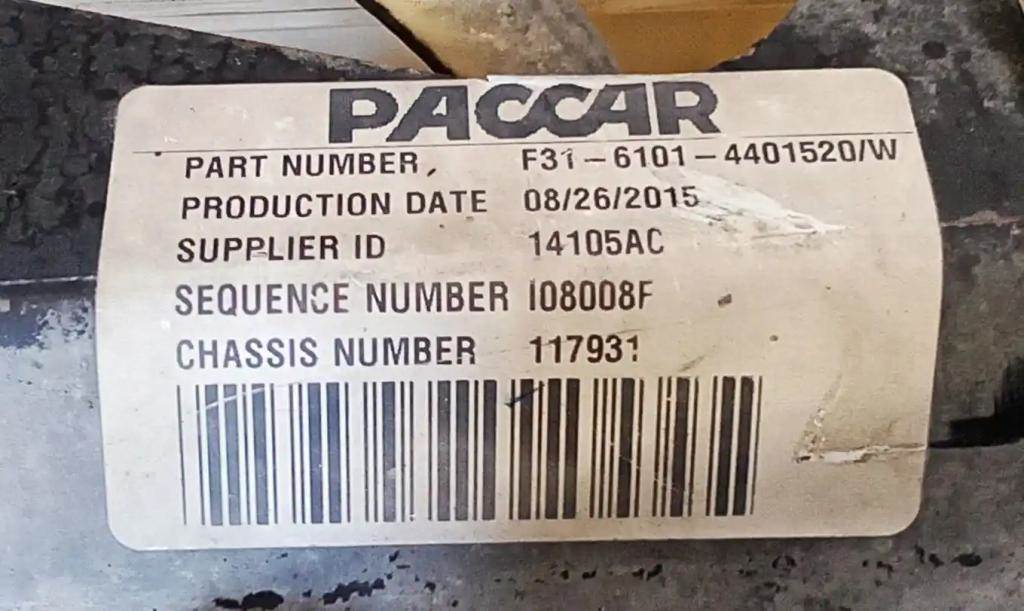 PACCAR
PART NUMBER, F31-6101-4401520/W
PRODUCTION DATE 08/26/2015
SUPPLIER ID 14105AC
SEQUENCE NUMBER I08008F
CHASSIS NUMBER 117931